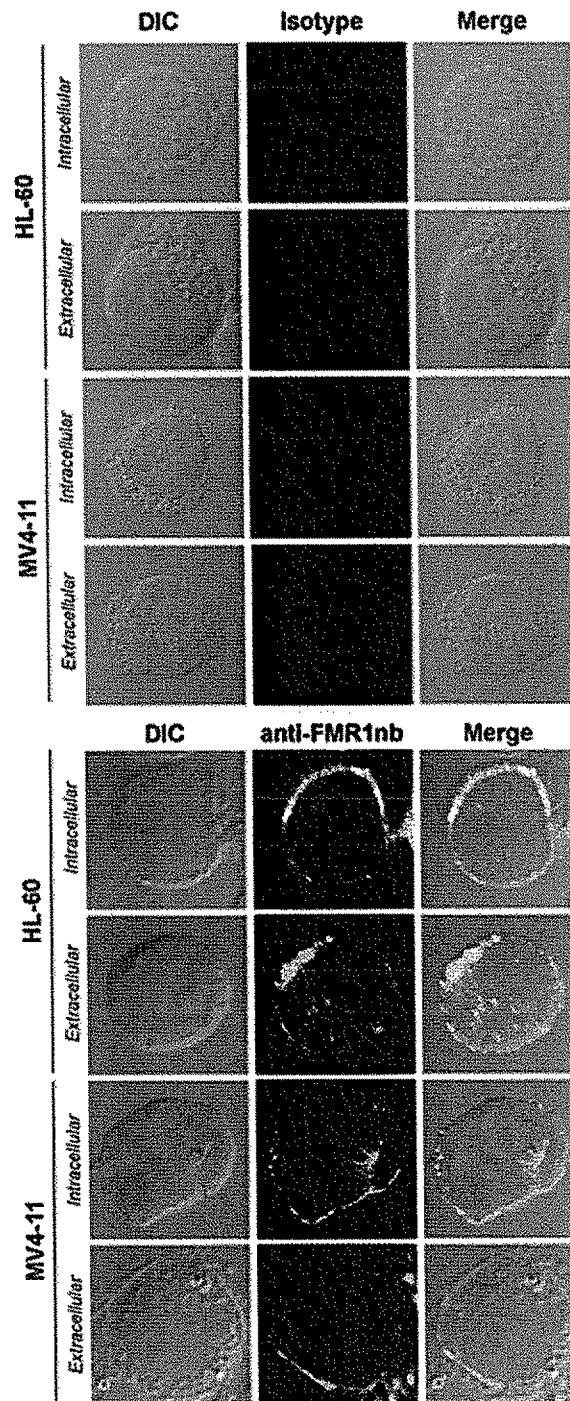 DIC Isotype Merge
HL-60
Intracellular
Extracellular
MV4-11
Intracellular
Extracellular
DIC anti-FMR1nb Merge
HL-60
Intracellular
Extracellular
MV4-11
Intracellular
Extracellular